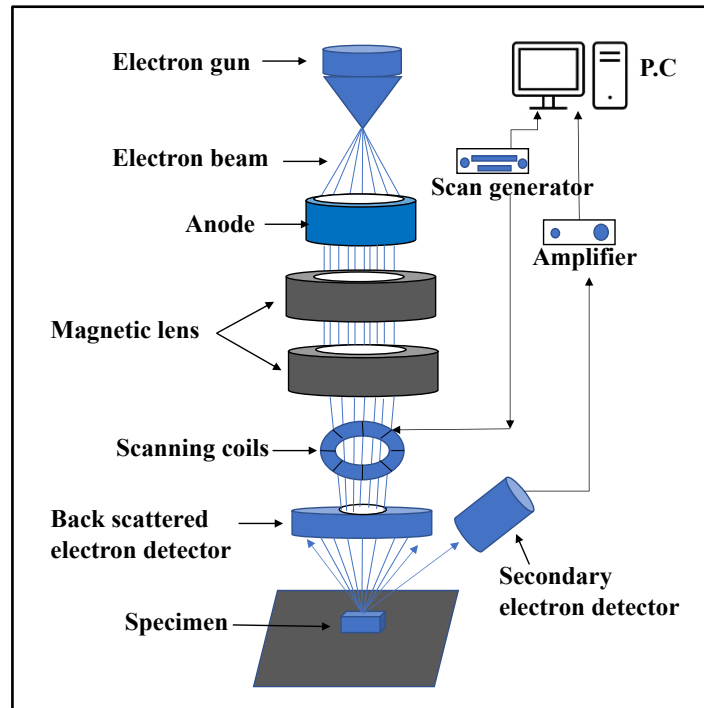 Electron gun
P.C
Electron beam
Scan generator
Anode
Amplifier
Magnetic lens
Scanning coils
Back scattered
electron detector
Secondary
electron detector
Specimen